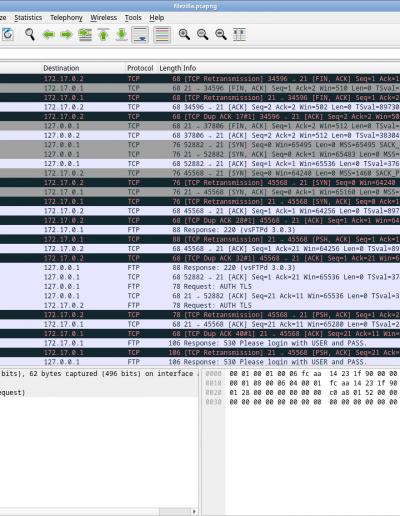 filezilla.pcapng
ze Statistics Telephony Wireless Tools Help
Destination Protocol Length Info
172.17.0.2 TCP 68 [TCP Retransmission] 34596 → 21 [FIN, ACK] Seq=1 Ack=1
172.17.0.1 TCP 68 21 → 34596 [FIN, ACK] Seq=1 Ack=2 Win=510 Len=0 TSval=
172.17.0.1 TCP 68 [TCP Retransmission] 21 → 34596 [FIN, ACK] Seq=1 Ack=2
172.17.0.2 TCP 68 34596 → 21 [ACK] Seq=2 Ack=2 Win=502 Len=0 TSval=89730
172.17.0.2 TCP 68 [TCP Dup ACK 17#1] 34596 → 21 [ACK] Seq=2 Ack=2 Win=50
127.0.0.1 TCP 68 21 → 37806 [FIN, ACK] Seq=1 Ack=2 Win=512 Len=0 TSval=
127.0.0.1 TCP 68 37806 → 21 [ACK] Seq=2 Ack=2 Win=512 Len=0 TSval=38304
127.0.0.1 TCP 76 52882 → 21 [SYN] Seq=0 Win=65495 Len=0 MSS=65495 SACK_
127.0.0.1 TCP 76 21 → 52882 [SYN, ACK] Seq=0 Ack=1 Win=65483 Len=0 MSS=
127.0.0.1 TCP 68 52882 → 21 [ACK] Seq=1 Ack=1 Win=65536 Len=0 TSval=376
172.17.0.2 TCP 76 45568 → 21 [SYN] Seq=0 Win=64240 Len=0 MSS=1460 SACK_P
172.17.0.2 TCP 76 [TCP Retransmission] 45568 → 21 [SYN] Seq=0 Win=64240
172.17.0.1 TCP 76 21 → 45568 [SYN, ACK] Seq=0 Ack=1 Win=65160 Len=0 MSS=
172.17.0.1 TCP 76 [TCP Retransmission] 21 → 45568 [SYN, ACK] Seq=0 Ack=1
172.17.0.2 TCP 68 45568 → 21 [ACK] Seq=1 Ack=1 Win=64256 Len=0 TSval=897
172.17.0.2 TCP 68 [TCP Dup ACK 28#1] 45568 → 21 [ACK] Seq=1 Ack=1 Win=64
172.17.0.1 FTP 88 Response: 220 (vsFTPd 3.0.3)
172.17.0.1 TCP 88 [TCP Retransmission] 21 → 45568 [PSH, ACK] Seq=1 Ack=1
172.17.0.2 TCP 68 45568 → 21 [ACK] Seq=1 Ack=21 Win=64256 Len=0 TSval=89
172.17.0.2 TCP 68 [TCP Dup ACK 32#1] 45568 → 21 [ACK] Seq=1 Ack=21 Win=6
127.0.0.1 FTP 88 Response: 220 (vsFTPd 3.0.3)
127.0.0.1 TCP 68 52882 → 21 [ACK] Seq=1 Ack=21 Win=65536 Len=0 TSval=37
127.0.0.1 FTP 78 Request: AUTH TLS
127.0.0.1 TCP 68 21 → 52882 [ACK] Seq=21 Ack=11 Win=65536 Len=0 TSval=3
172.17.0.2 FTP 78 Request: AUTH TLS
172.17.0.2 TCP 78 [TCP Retransmission] 45568 → 21 [PSH, ACK] Seq=1 Ack=2
172.17.0.1 TCP 68 21 → 45568 [ACK] Seq=21 Ack=11 Win=65280 Len=0 TSval=2
172.17.0.1 TCP 68 [TCP Dup ACK 40#1] 21 → 45568 [ACK] Seq=21 Ack=11 Win=
172.17.0.1 FTP 106 Response: 530 Please login with USER and PASS.
172.17.0.1 TCP 106 [TCP Retransmission] 21 → 45568 [PSH, ACK] Seq=21 Ack=
127.0.0.1 FTP 106 Response: 530 Please login with USER and PASS.
bits), 62 bytes captured (496 bits) on interface
equest)
0000 00 01 00 01 00 06 fc aa 14 23 1f 90 00 00
0010 00 01 08 00 06 04 00 01 fc aa 14 23 1f 90
0020 01 28 00 00 00 00 00 00 c0 a8 01 52 00 00
0030 00 00 00 00 00 00 00 00 00 00 00 00 00 00